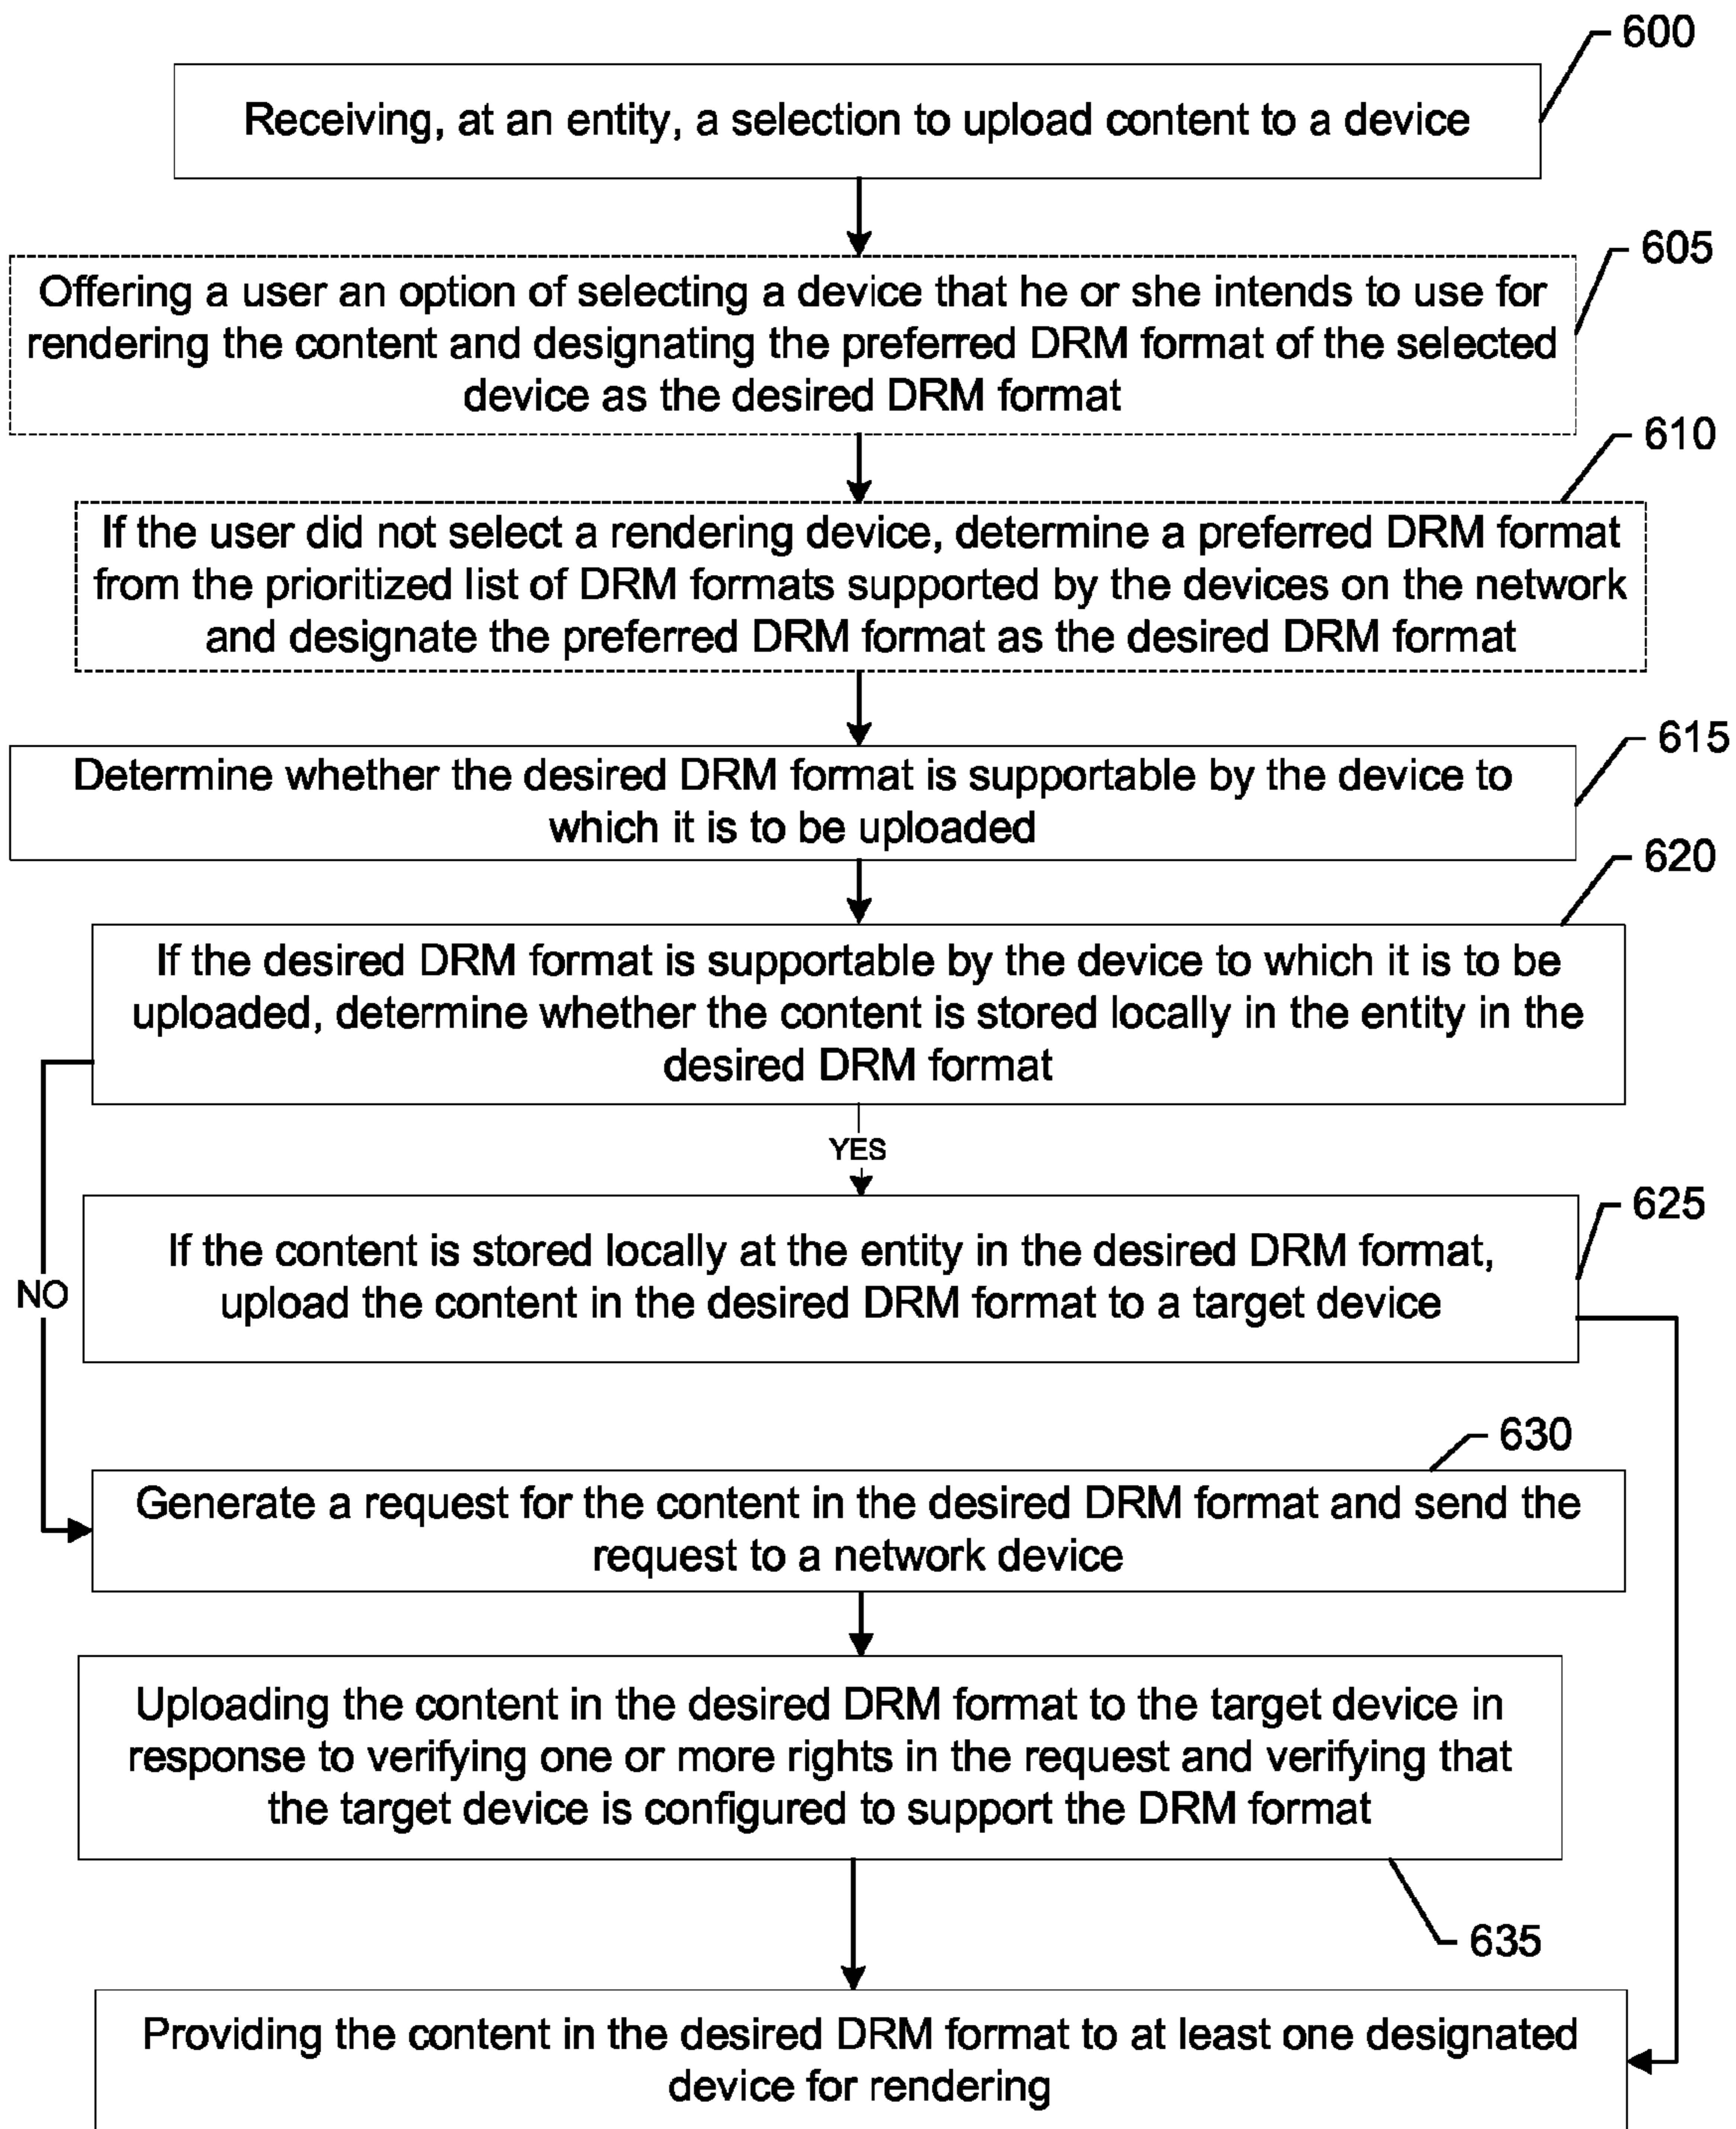 600
Receiving, at an entity, a selection to upload content to a device
605
Offering a user an option of selecting a device that he or she intends to use for
rendering the content and designating the preferred DRM format of the selected
device as the desired DRM format
610
If the user did not select a rendering device, determine a preferred DRM format
from the prioritized list of DRM formats supported by the devices on the network
and designate the preferred DRM format as the desired DRM format
615
Determine whether the desired DRM format is supportable by the device to
which it is to be uploaded
620
If the desired DRM format is supportable by the device to which it is to be
uploaded, determine whether the content is stored locally in the entity in the
desired DRM format
YES
625
If the content is stored locally at the entity in the desired DRM format,
upload the content in the desired DRM format to a target device
NO
630
Generate a request for the content in the desired DRM format and send the
request to a network device
Uploading the content in the desired DRM format to the target device in
response to verifying one or more rights in the request and verifying that
the target device is configured to support the DRM format
635
Providing the content in the desired DRM format to at least one designated
device for rendering